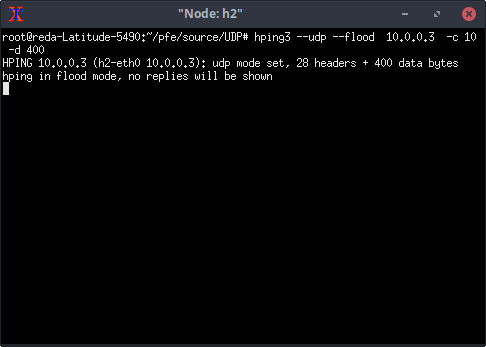 "Node: h2"
root@reda-Latitude-5490:~/pfe/source/UDP# hping3 --udp --flood  10.0.0.3  -c 10
 -d 400
HPING 10.0.0.3 (h2-eth0 10.0.0.3): udp mode set, 28 headers + 400 data bytes
hping in flood mode, no replies will be shown